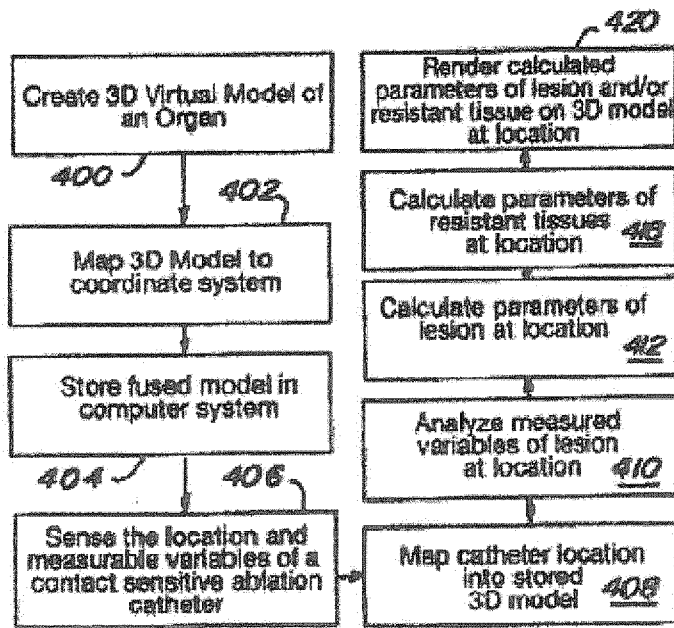 Create 3D Virtual Model of
an Organ
400
402
Map 3D Model to
coordinate system
Store fused model in
computer system
404
406
Sense the location and
measurable variables of a
contact sensitive ablation
catheter
Map catheter location
into stored
3D model
408
Analyze measured
variables of lesion
at location
410
Calculate parameters of
lesion at location
412
Calculate parameters of
resistant tissues
at location
418
420
Render calculated
parameters of lesion and/or
resistant tissue on 3D model
at location